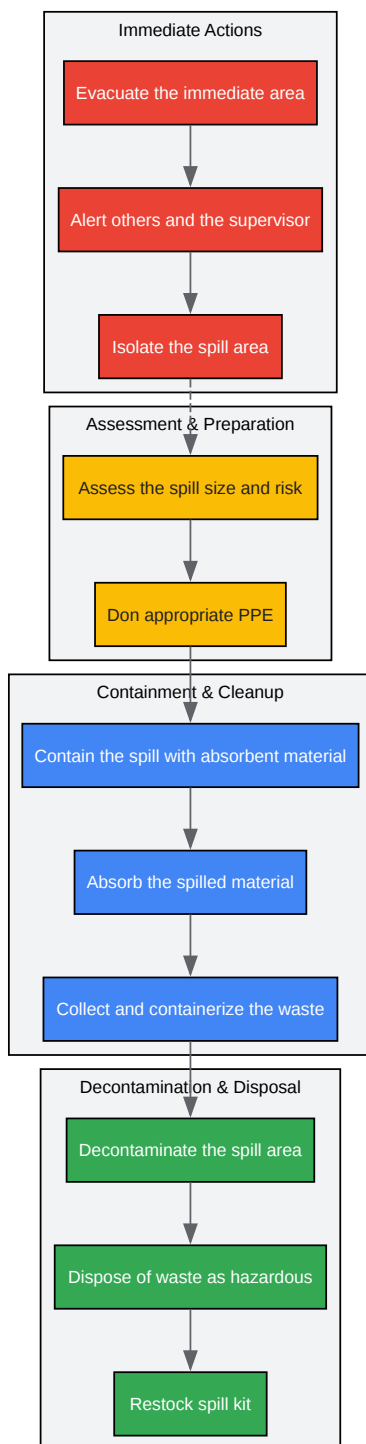 Immediate Actions
Evacuate the immediate area
Alert others and the supervisor
Isolate the spill area
Assessment & Preparation
Assess the spill size and risk
Don appropriate PPE
Containment & Cleanup
Contain the spill with absorbent material
Absorb the spilled material
Collect and containerize the waste
Decontamination & Disposal
Decontaminate the spill area
Dispose of waste as hazardous
Restock spill kit